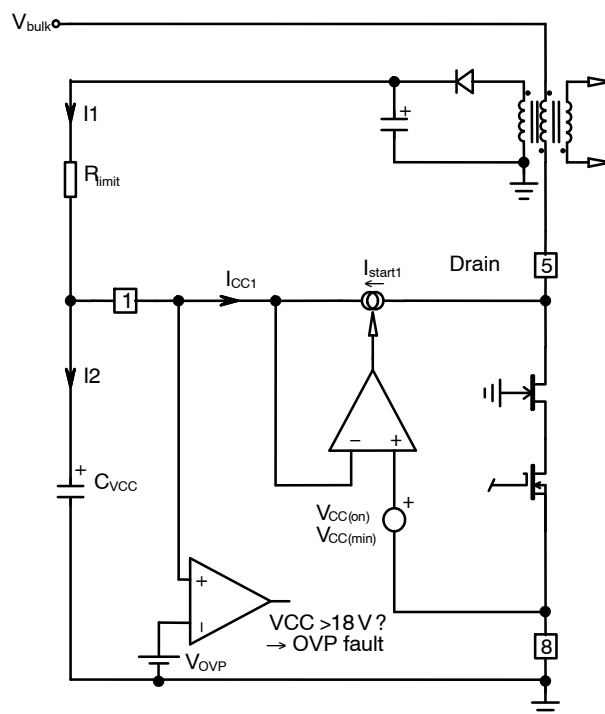 Vbulk
I1
Rlimit
Drain
5
Istart1
ICC1
1
I2
− +
+
CVCC
+
VCC(on)
VCC(min)
+
+
−
VCC >18 V ?
→ OVP fault
VOVP
8